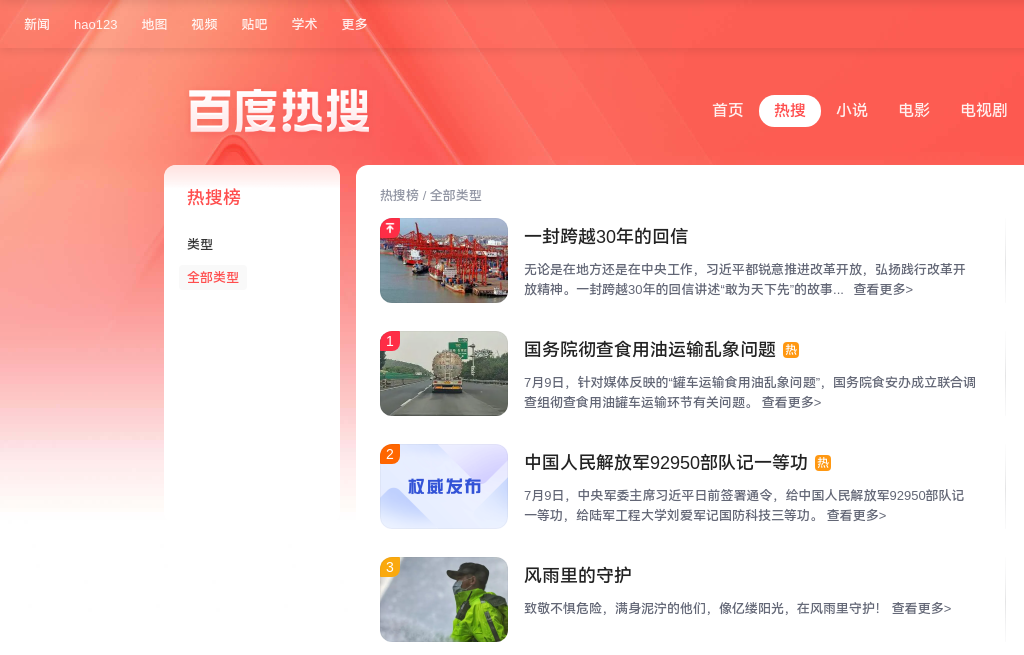 新闻 hao123 地图 视频 贴吧 学术 更多
百度热搜
首页 热搜 小说 电影 电视剧
热搜榜
类型
全部类型
热搜榜 / 全部类型
一封跨越30年的回信
无论是在地方还是在中央工作，习近平都锐意推进改革开放，弘扬践行改革开
放精神。一封跨越30年的回信讲述“敢为天下先”的故事... 查看更多>
1
国务院彻查食用油运输乱象问题 热
7月9日，针对媒体反映的“罐车运输食用油乱象问题”，国务院食安办成立联合调
查组彻查食用油罐车运输环节有关问题。 查看更多>
2
权威发布
中国人民解放军92950部队记一等功 热
7月9日，中央军委主席习近平日前签署通令，给中国人民解放军92950部队记
一等功，给陆军工程大学刘爱军记国防科技三等功。 查看更多>
3
风雨里的守护
致敬不惧危险，满身泥泞的他们，像亿缕阳光，在风雨里守护！ 查看更多>